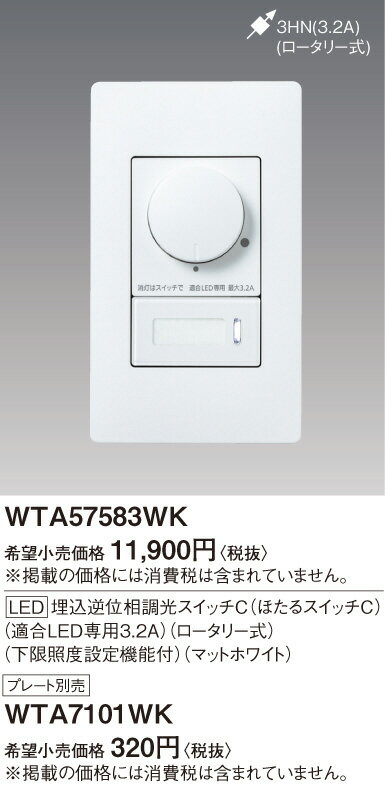 3HN(3.2A)
(ロータリー式)
消灯はスイッチで 適合LED専用 最大3.2A
WTA57583WK
希望小売価格 11,900円〈税抜〉
※掲載の価格には消費税は含まれていません。
LED 埋込逆位相調光スイッチC(ほたるスイッチC)
(適合LED専用3.2A)(ロータリー式)
(下限照度設定機能付)(マットホワイト)
プレート別売
WTA7101WK
希望小売価格 320円〈税抜〉
※掲載の価格には消費税は含まれていません。